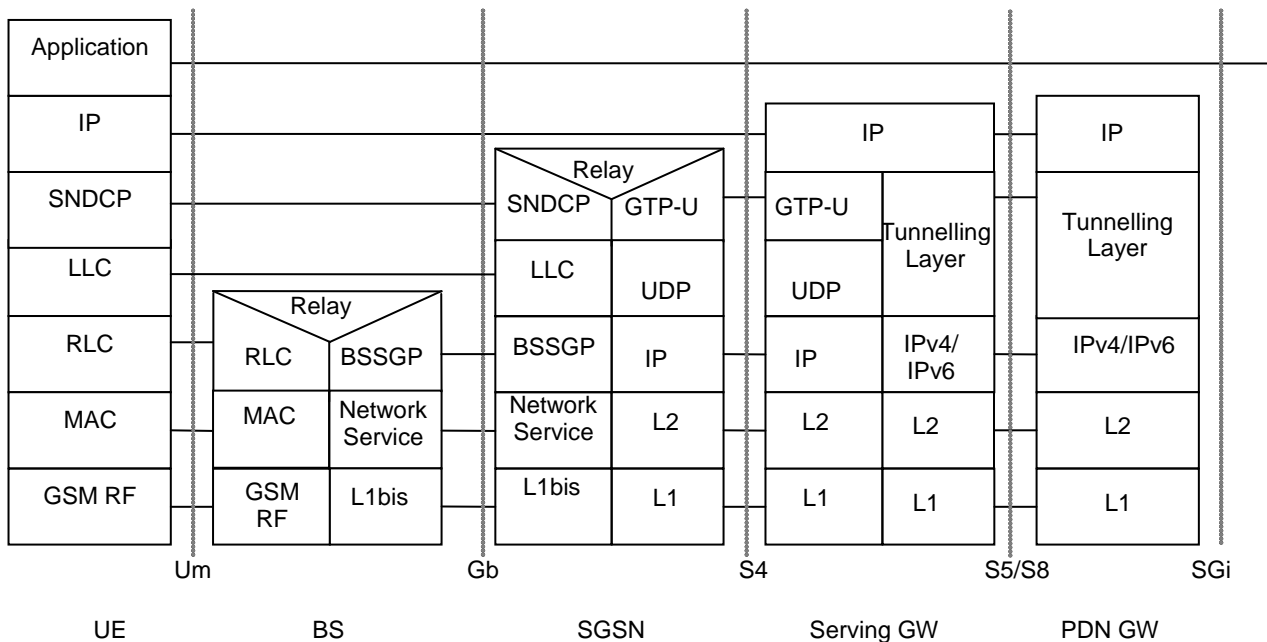 Application
IP
SNDCP
LLC
RLC
MAC
GSM RF
Relay
RLC
BSSGP
MAC
Network
Service
GSM
RF
L1bis
Relay
SNDCP
GTP-U
LLC
UDP
BSSGP
IP
Network
Service
L2
L1bis
L1
IP
GTP-U
Tunnelling
Layer
UDP
IP
IPv4/
IPv6
L2
L2
L1
L1
IP
Tunnelling
Layer
IPv4/IPv6
L2
L1
Um
Gb
S4
S5/S8
SGi
UE
BS
SGSN
Serving GW
PDN GW